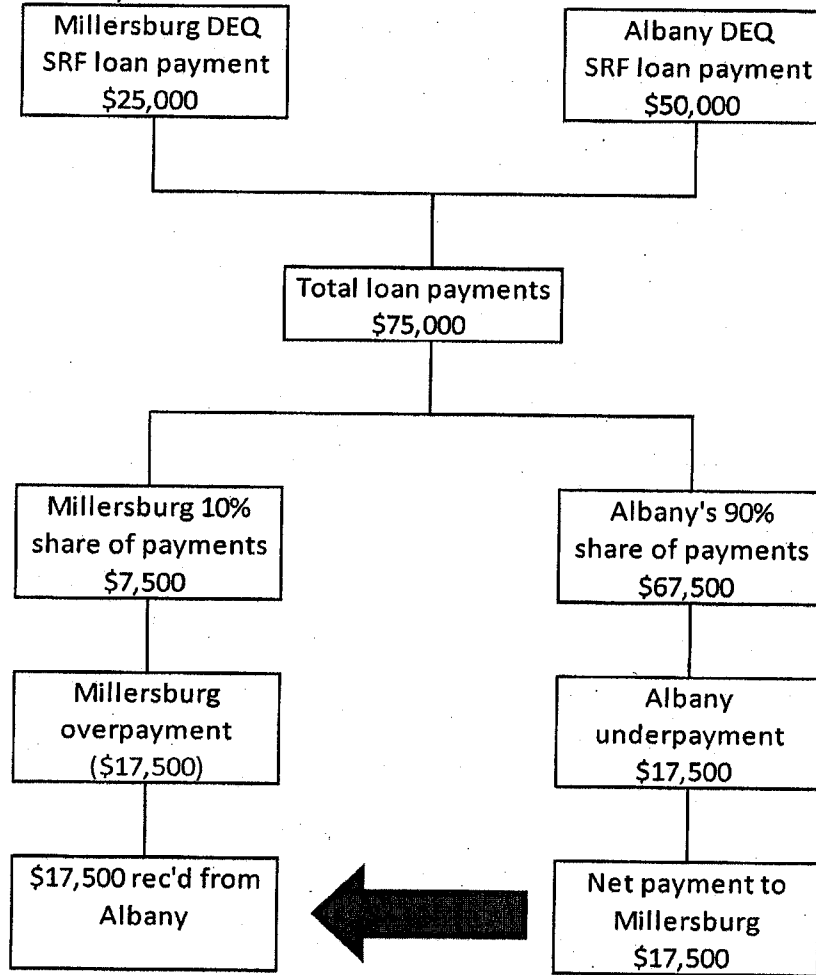 Millersburg DEQ
SRF loan payment
$25,000
Albany DEQ
SRF loan payment
$50,000
Total loan payments
$75,000
Millersburg 10%
share of payments
$7,500
Albany's 90%
share of payments
$67,500
Millersburg
overpayment
($17,500)
Albany
underpayment
$17,500
$17,500 rec'd from
Albany
Net payment to
Millersburg
$17,500